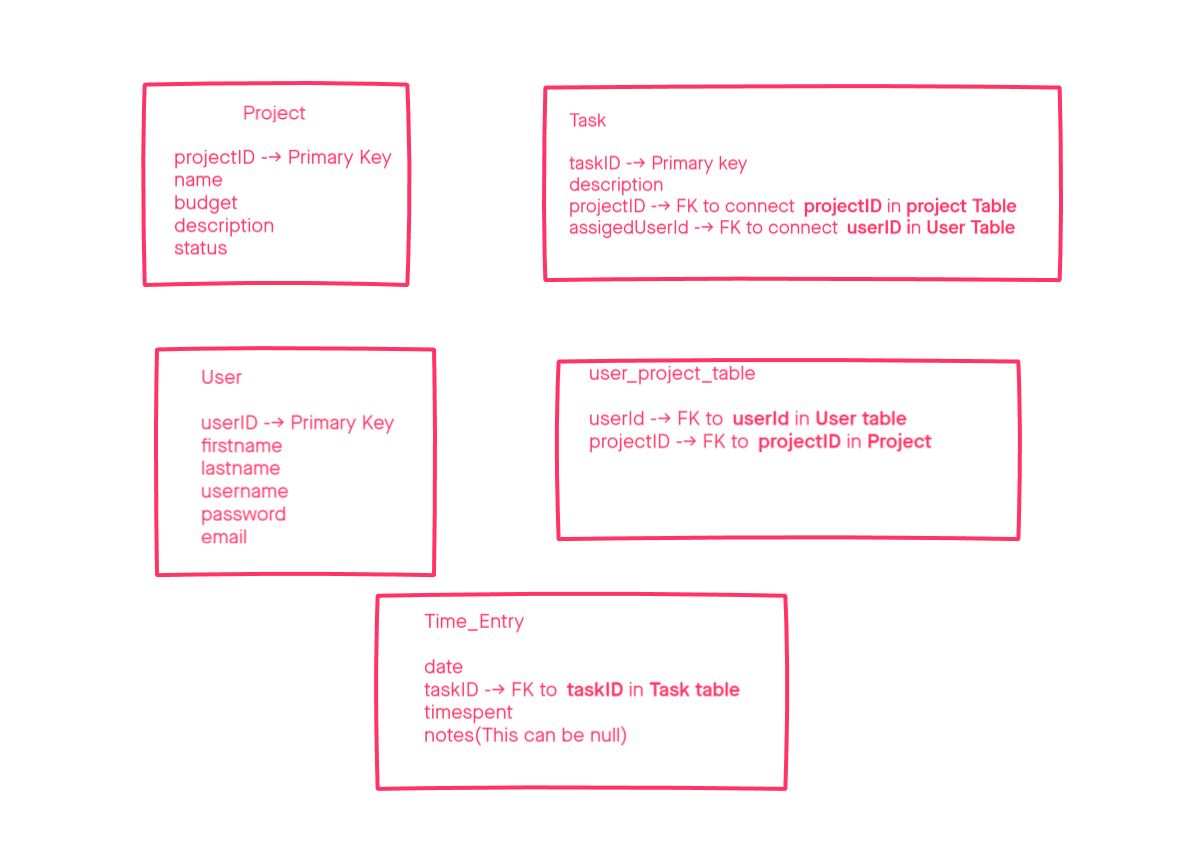 Project
projectID --> Primary Key
name
budget
description
status
Task
taskID --> Primary key
description
projectID --> FK to connect projectID in project Table
assigedUserId --> FK to connect userID in User Table
User
userID --> Primary Key
firstname
lastname
username
password
email
user_project_table
userId --> FK to userId in User table
projectID --> FK to projectID in Project
Time_Entry
date
taskID --> FK to taskID in Task table
timespent
notes(This can be null)